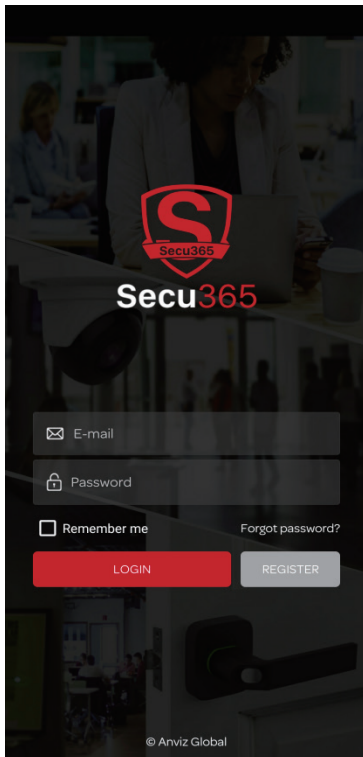 Secu365
Secu365
E-mail
Password
Remember me
Forgot password?
LOGIN
REGISTER
© Anviz Global